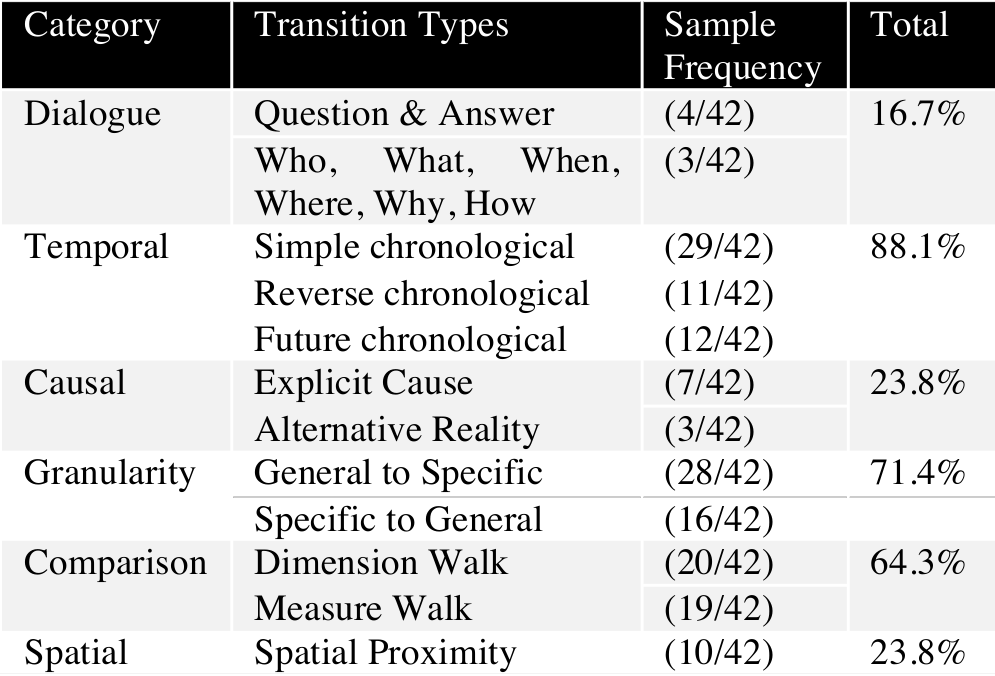 Category Transition Types Sample Frequency Total
Dialogue Question & Answer (4/42) 16.7%
Who, What, When, (3/42)
Where, Why, How
Temporal Simple chronological (29/42) 88.1%
Reverse chronological (11/42)
Future chronological (12/42)
Causal Explicit Cause (7/42) 23.8%
Alternative Reality (3/42)
Granularity General to Specific (28/42) 71.4%
Specific to General (16/42)
Comparison Dimension Walk (20/42) 64.3%
Measure Walk (19/42)
Spatial Spatial Proximity (10/42) 23.8%